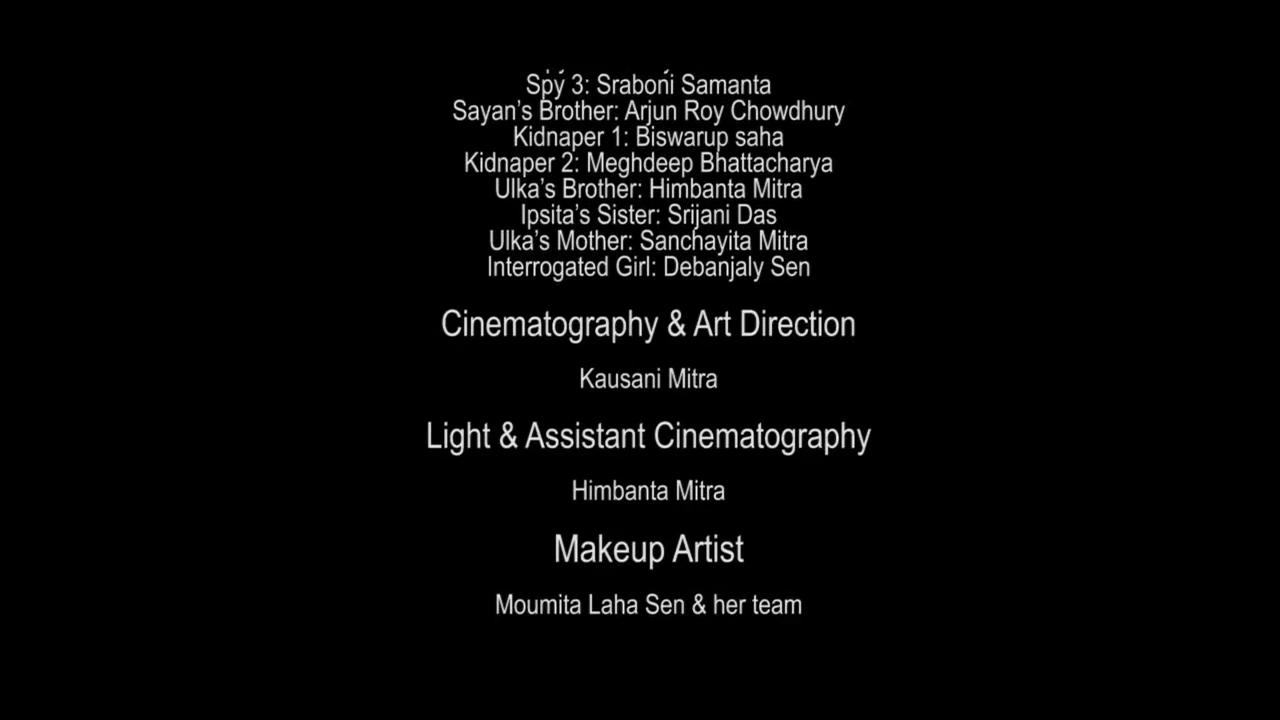 Spy 3: Sraboni Samanta
Sayan's Brother: Arjun Roy Chowdhury
Kidnaper 1: Biswarup saha
Kidnaper 2: Meghdeep Bhattacharya
Ulka's Brother: Himbanta Mitra
Ipsita's Sister: Srijani Das
Ulka's Mother: Sanchayita Mitra
Interrogated Girl: Debanjaly Sen
Cinematography & Art Direction
Kausani Mitra
Light & Assistant Cinematography
Himbanta Mitra
Makeup Artist
Moumita Laha Sen & her team